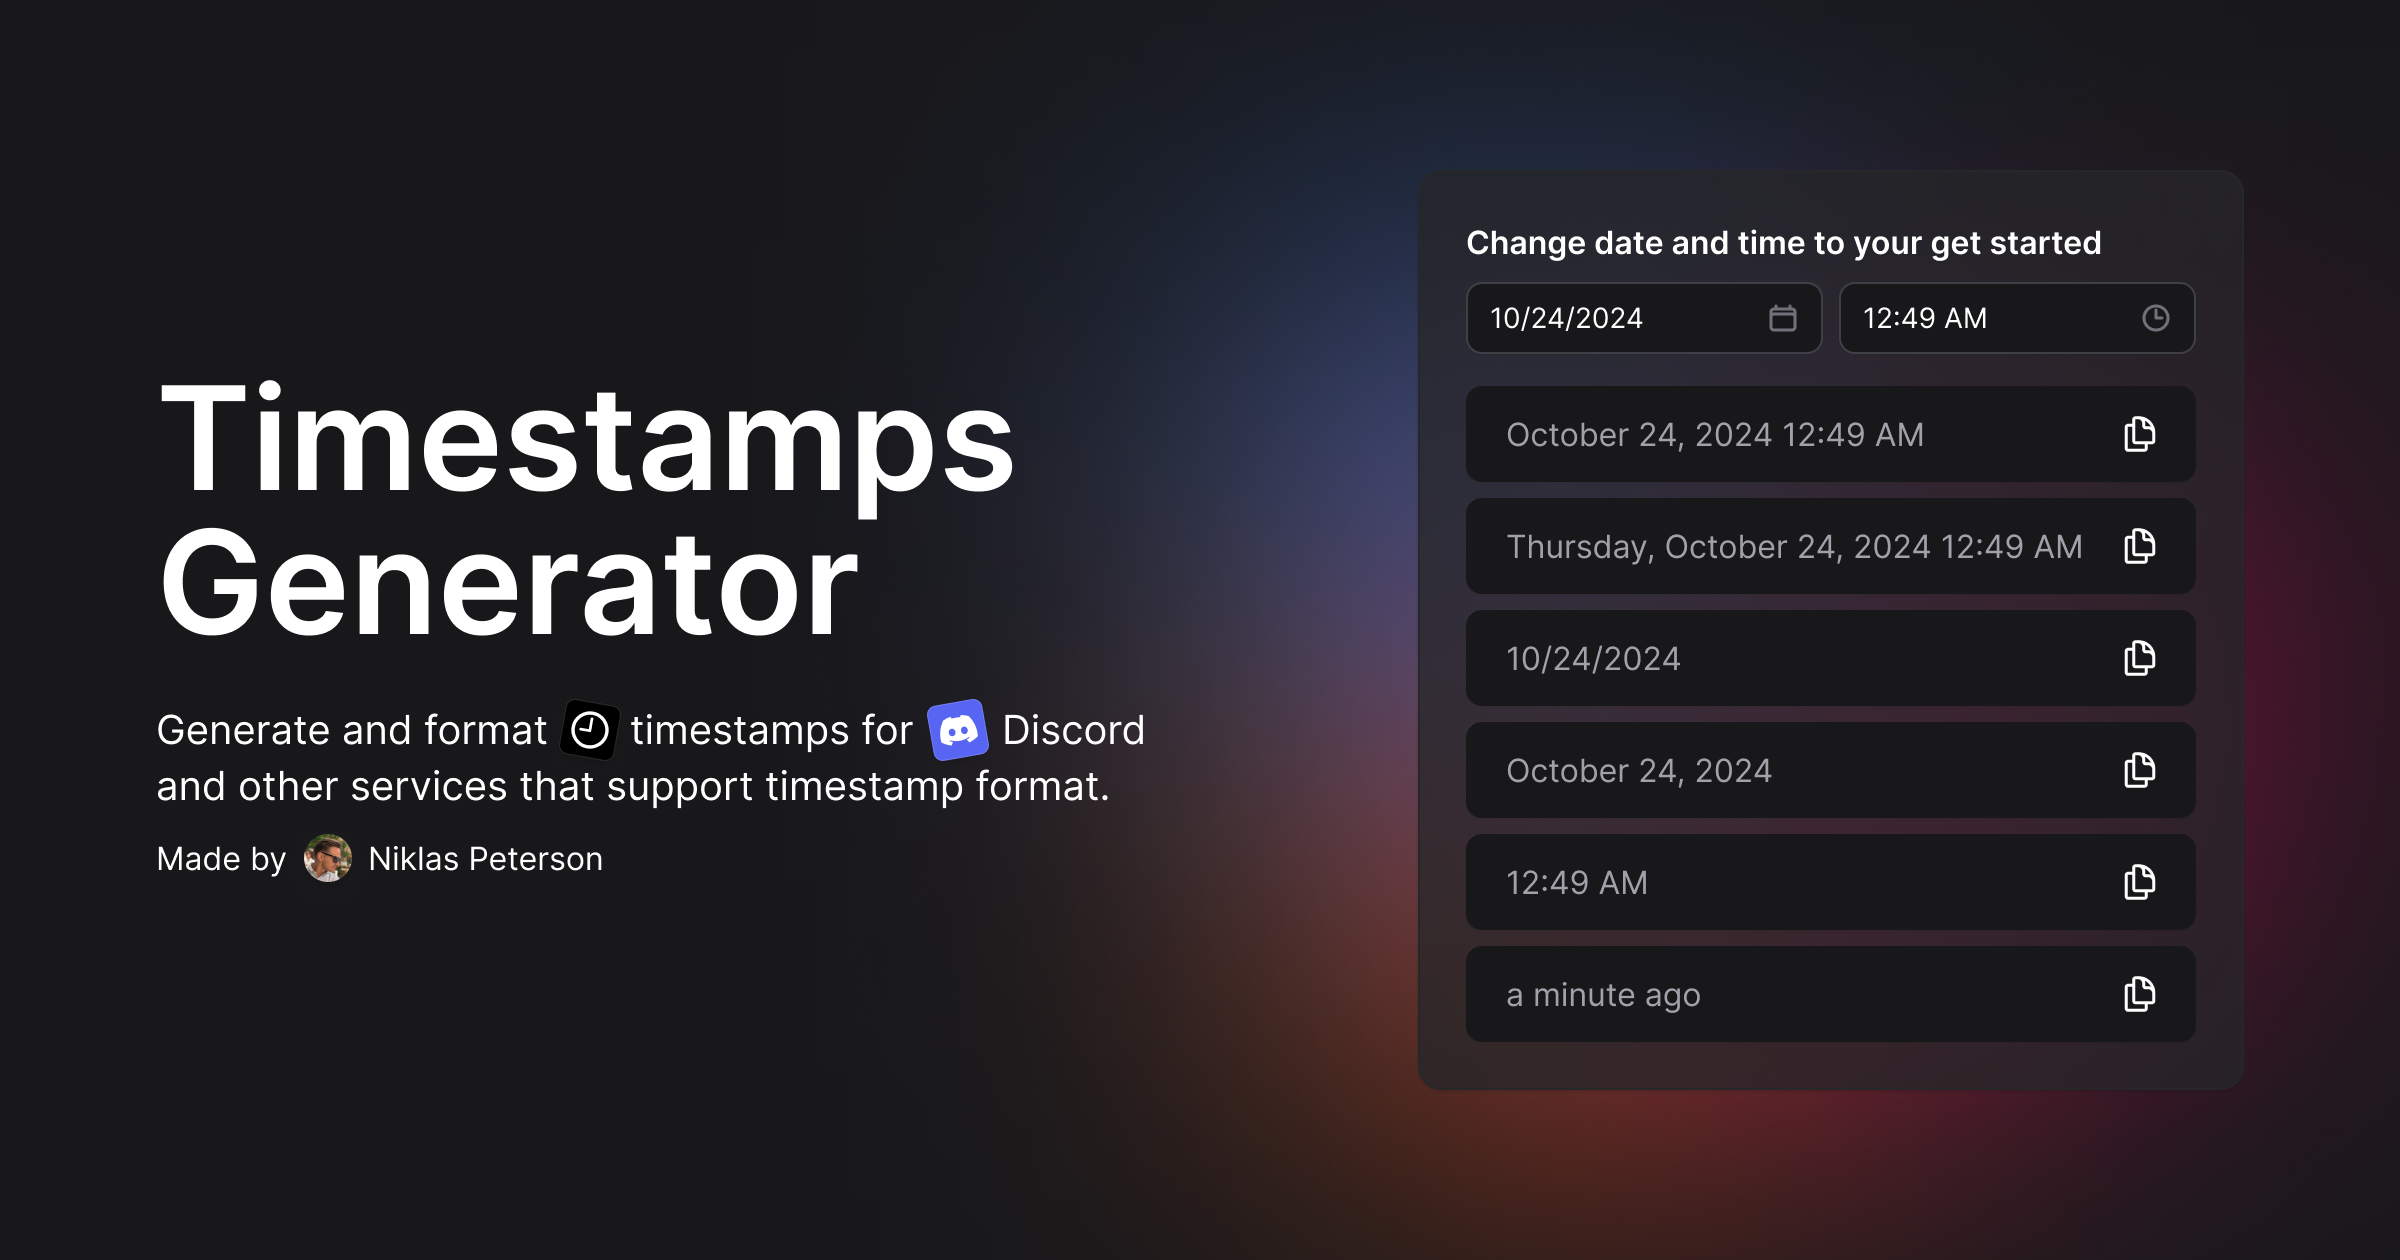 Timestamps
Generator
Generate and format timestamps for Discord
and other services that support timestamp format.
Made by Niklas Peterson
Change date and time to your get started
10/24/2024
12:49 AM
October 24, 2024 12:49 AM
Thursday, October 24, 2024 12:49 AM
10/24/2024
October 24, 2024
12:49 AM
a minute ago